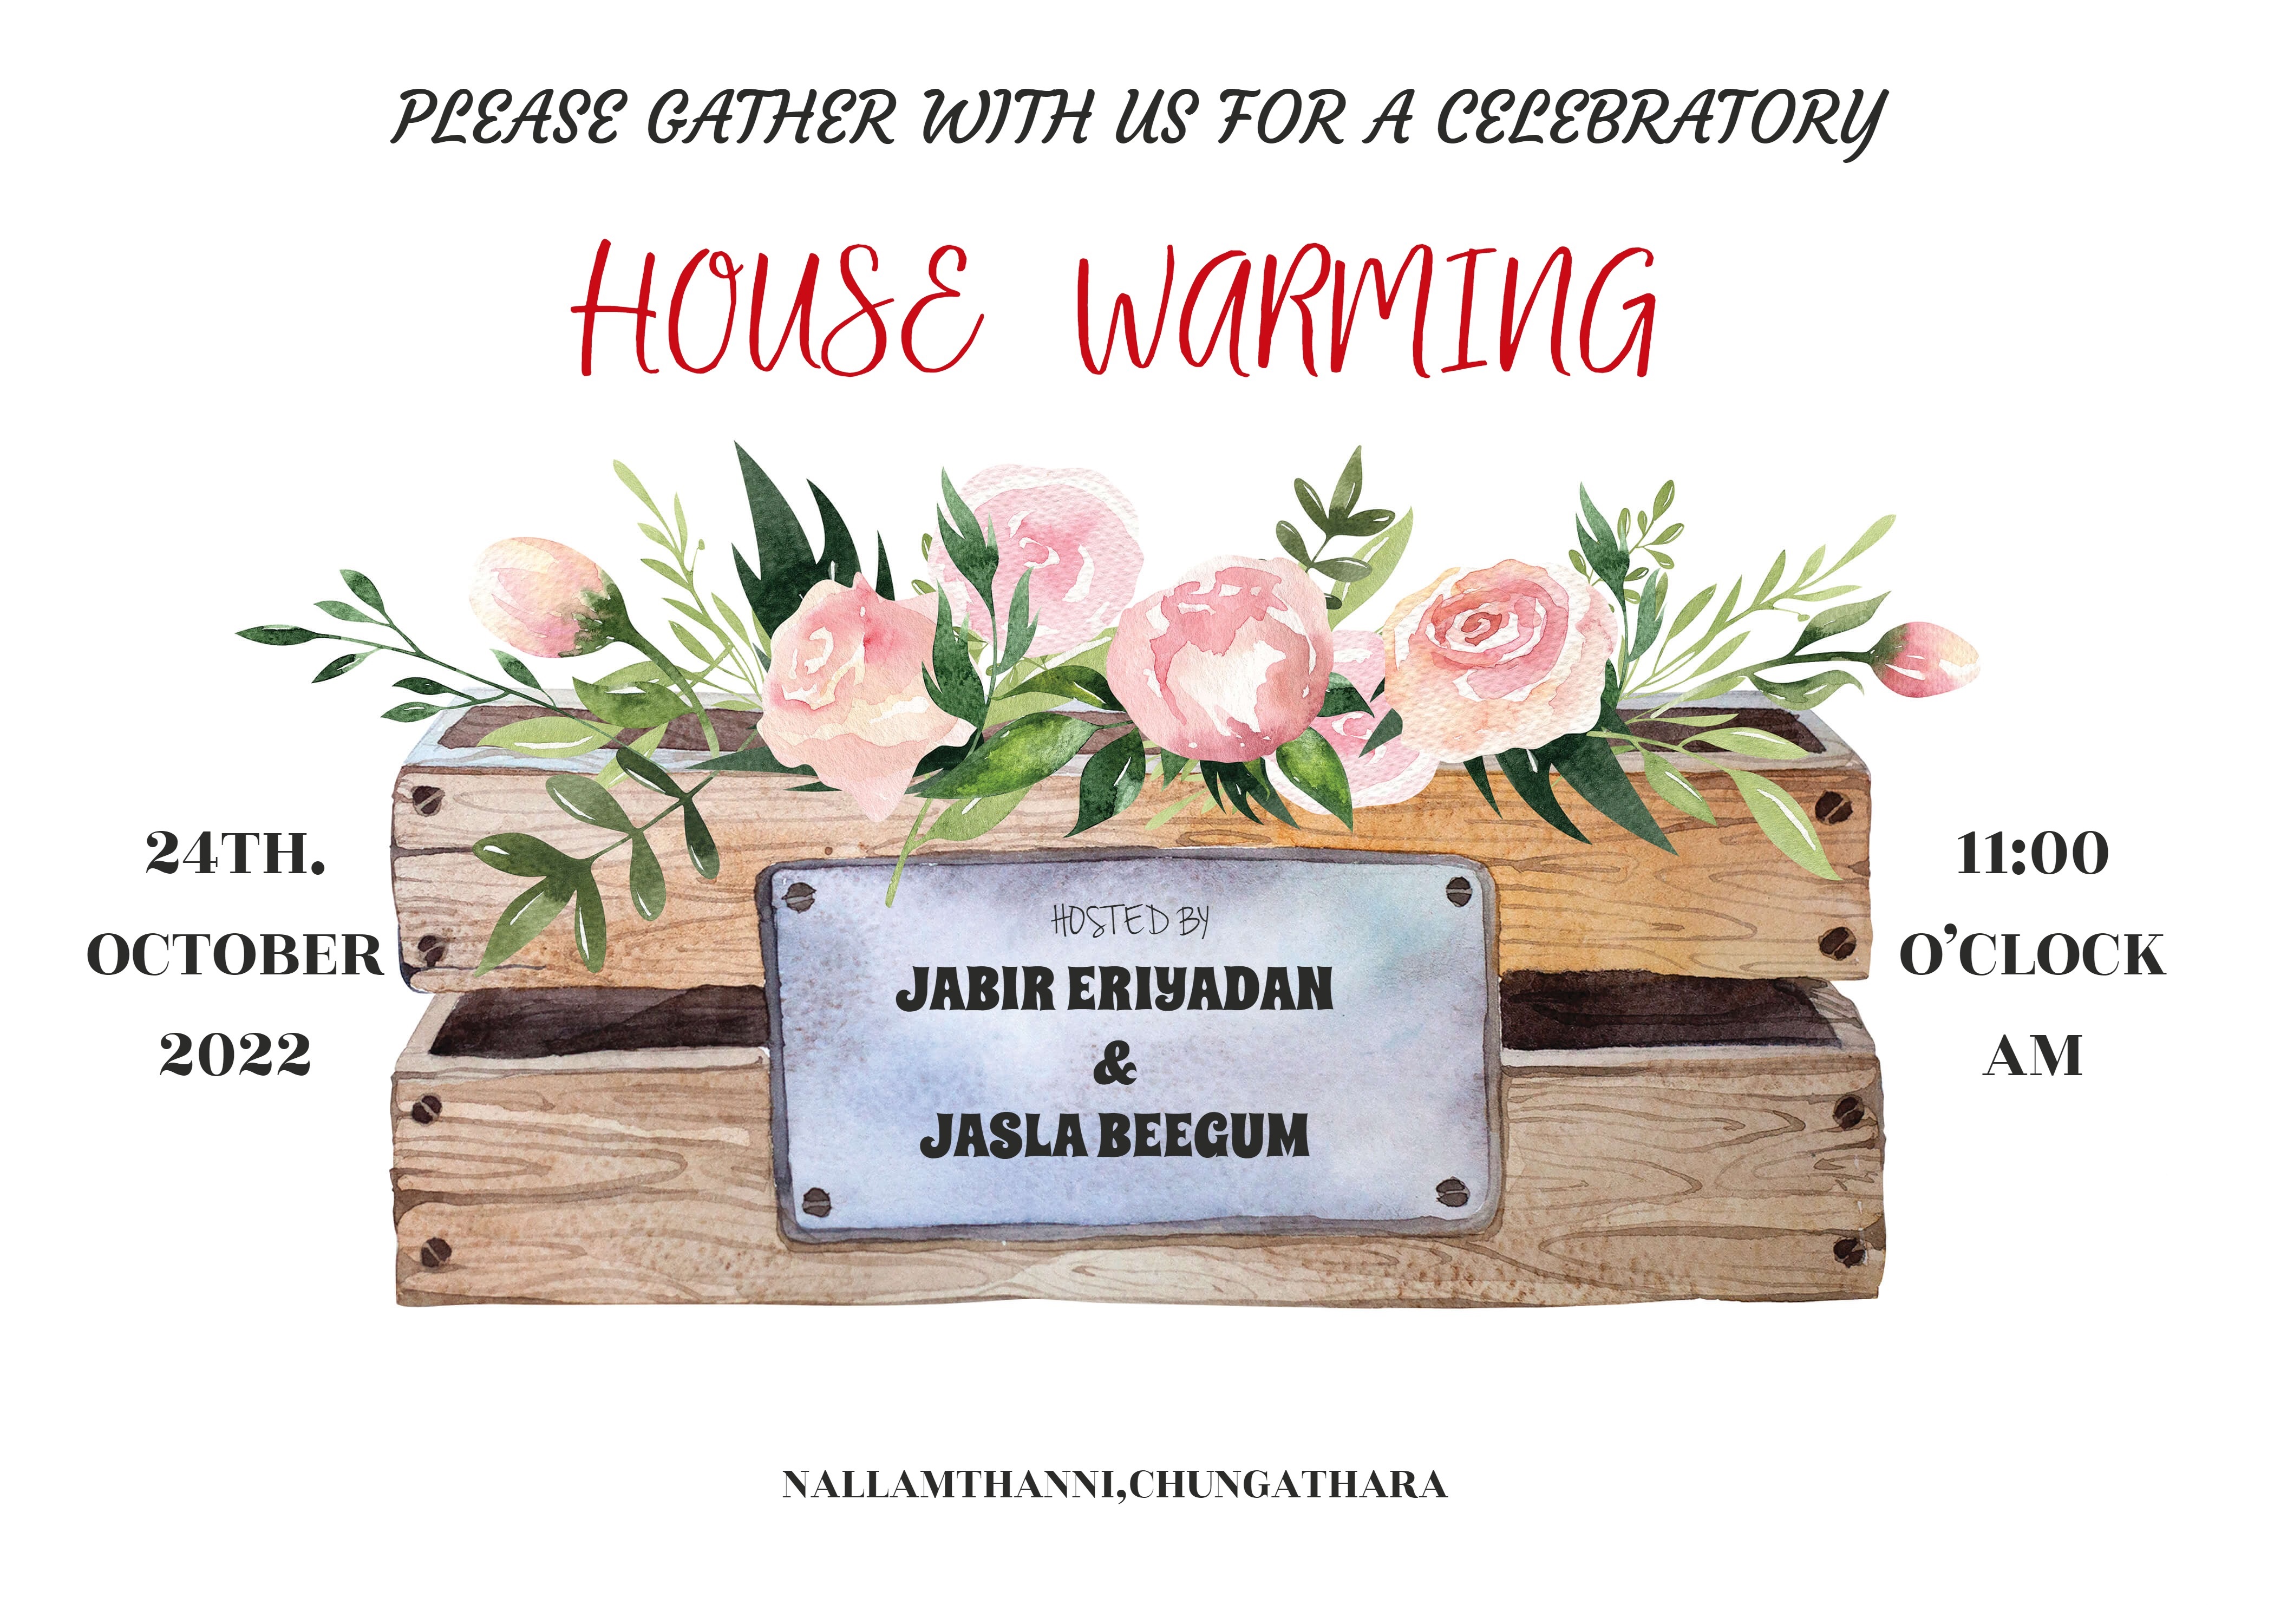 PLEASE GATHER WITH US FOR A CELEBRATORY
HOUSE WARMING
24TH.
OCTOBER
2022
HOSTED BY
JABIR ERIYADAN
&
JASLA BEEGUM
11:00
O’CLOCK
AM
NALLAMTHANNI,CHUNGATHARA